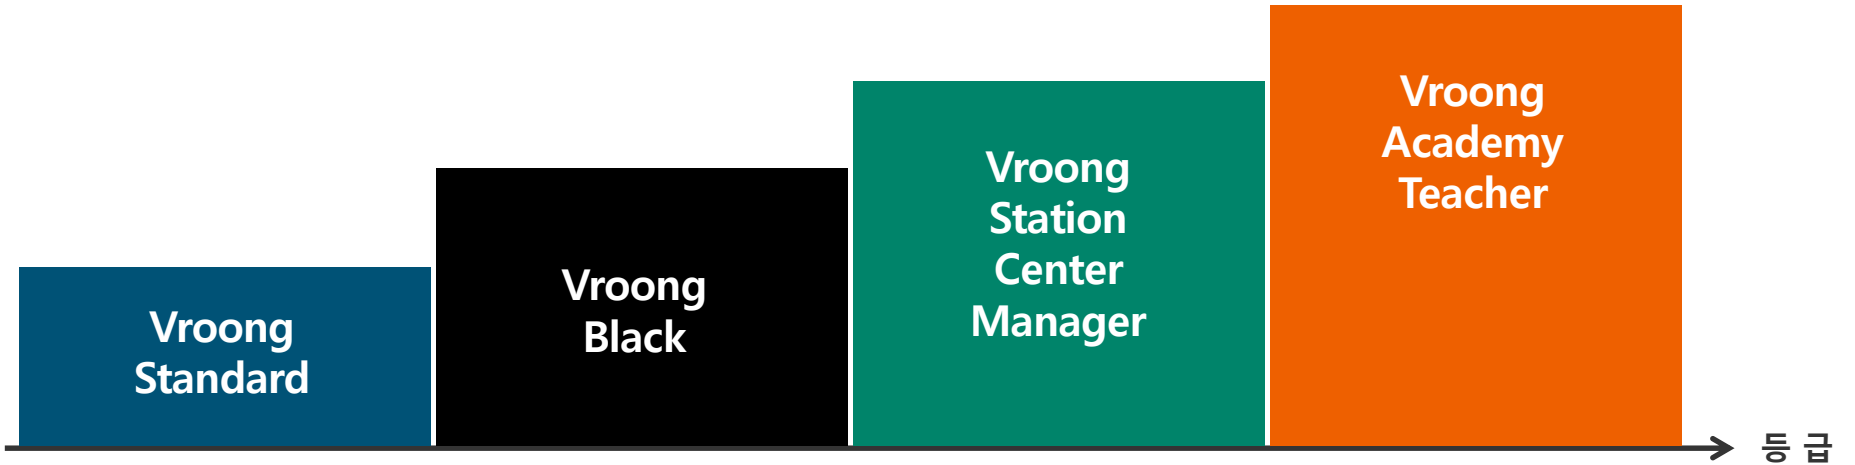 Vroong
Standard
Vroong
Black
Vroong
Station
Center
Manager
Vroong
Academy
Teacher
등 급